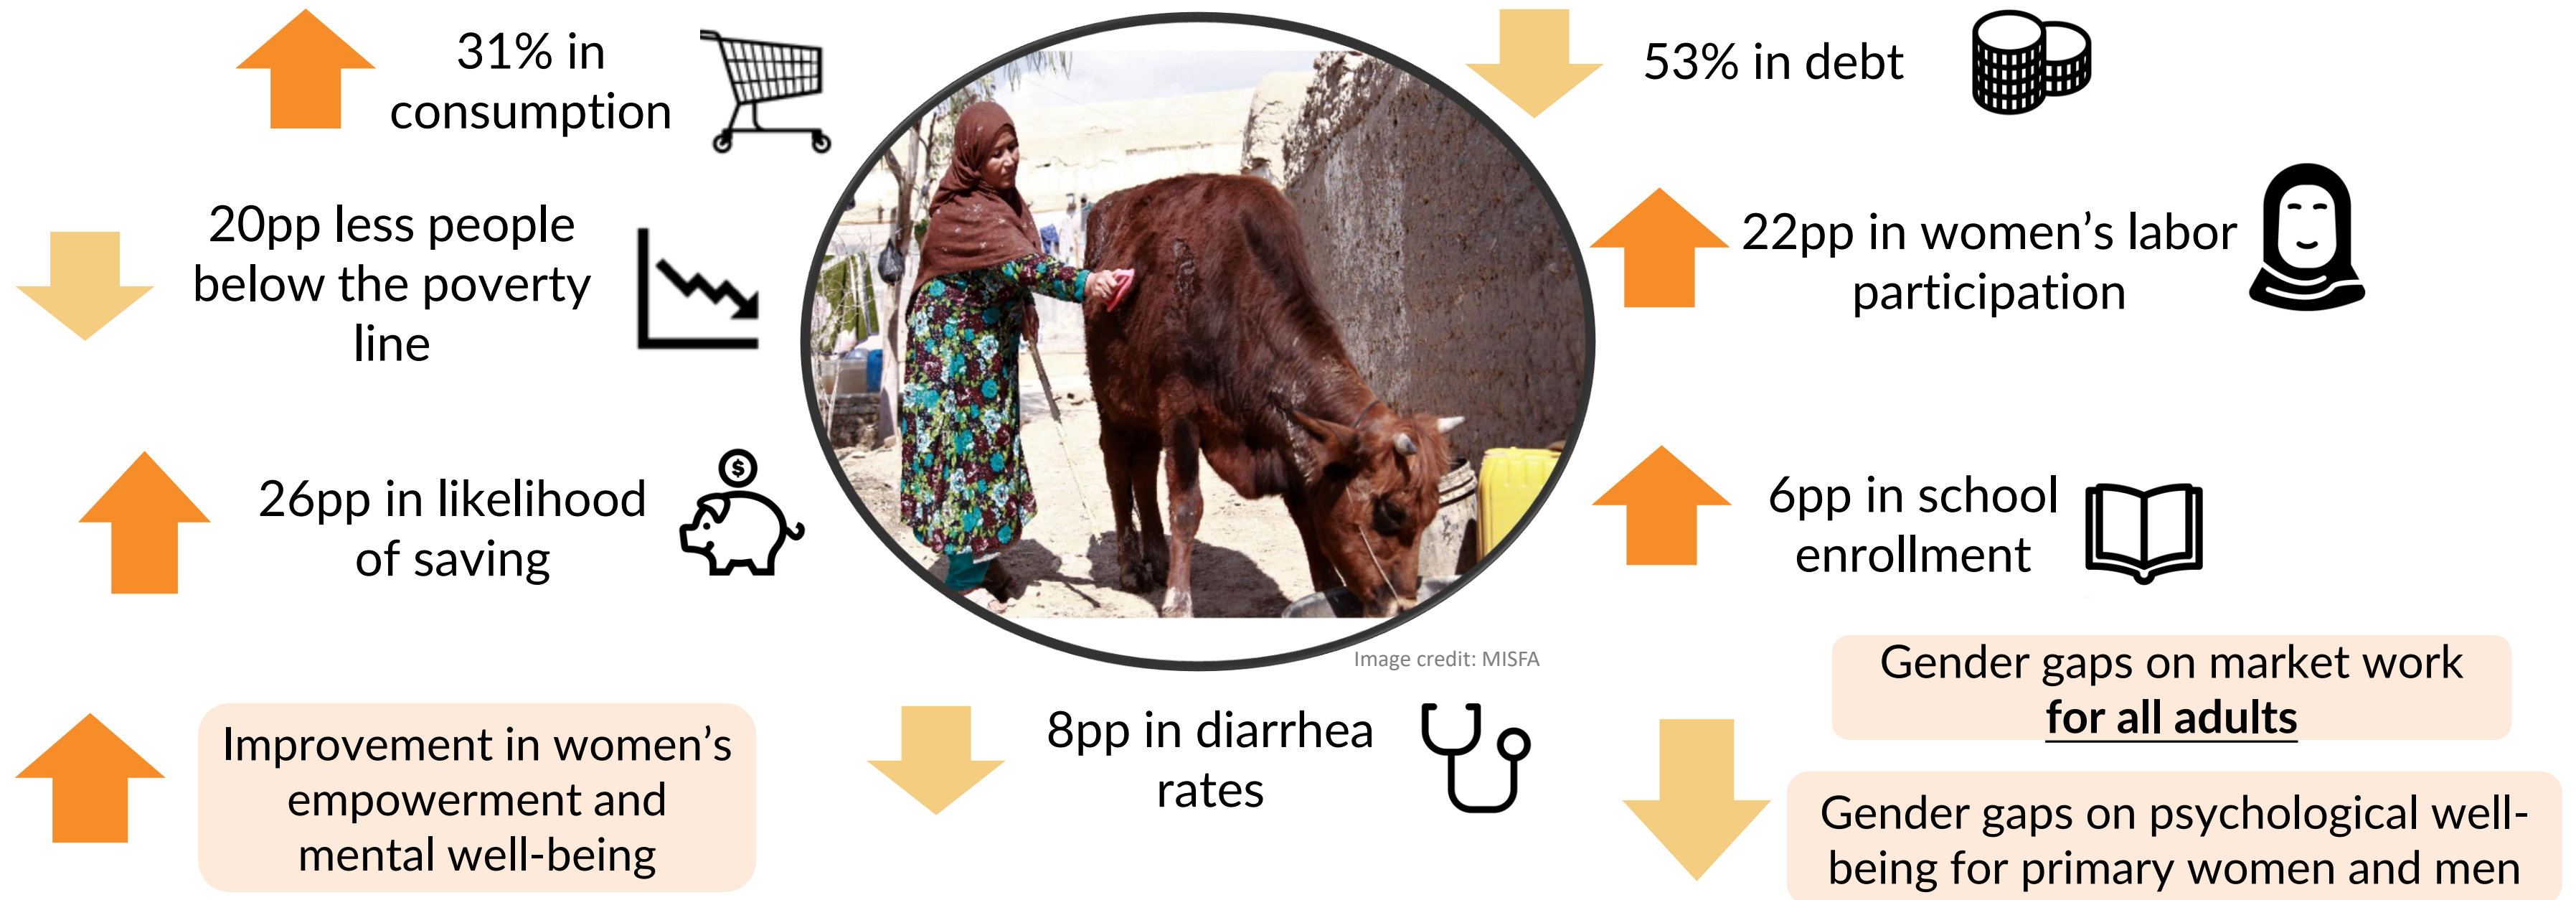 31% in
consumption
53% in debt
20pp less people
below the poverty
line
22pp in women’s labor
participation
26pp in likelihood
of saving
$
6pp in school
enrollment
Image credit: MISFA
Improvement in women’s
empowerment and
mental well-being
8pp in diarrhea
rates
Gender gaps on market work
for all adults
Gender gaps on psychological well-
being for primary women and men